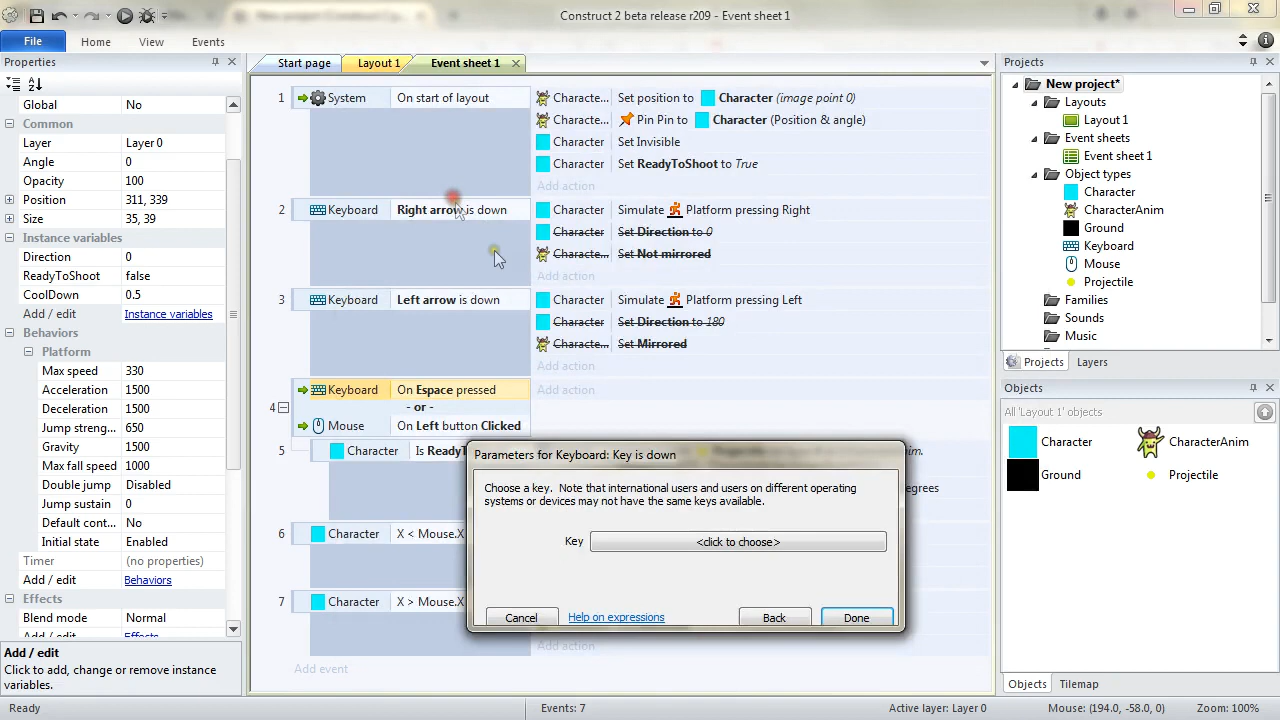 Construct 2 beta release r209 - Event sheet 1
File
Home
View
Events
Properties
Global No
Common
Layer Layer 0
Angle 0
Opacity 100
Position 311, 339
Size 35, 39
Instance variables
Direction 0
ReadyToShoot false
CoolDown 0.5
Add / edit Instance variables
Behaviors
Platform
Max speed 330
Acceleration 1500
Deceleration 1500
Jump streng... 650
Gravity 1500
Max fall speed 1000
Double jump Disabled
Jump sustain 0
Default cont... No
Initial state Enabled
Timer (no properties)
Add / edit Behaviors
Effects
Blend mode Normal
Add / edit Effects
Add / edit
Click to add, change or remove instance
variables.
Start page
Layout 1
Event sheet 1
1 System On start of layout
Characte... Set position to Character (image point 0)
Characte... Pin Pin to Character (Position & angle)
Character Set Invisible
Character Set ReadyToShoot to True
Add action
2 Keyboard Right arrow is down
Character Simulate Platform pressing Right
Character Set Direction to 0
Characte... Set Not mirrored
Add action
3 Keyboard Left arrow is down
Character Simulate Platform pressing Left
Character Set Direction to 180
Characte... Set Mirrored
Add action
4 Keyboard On Espace pressed Add action
- or -
Mouse On Left button Clicked
5 Character Is Ready
degrees
6 Character X < Mouse.X
7 Character X > Mouse.X
Add action
Add event
Parameters for Keyboard: Key is down
Choose a key. Note that international users and users on different operating
systems or devices may not have the same keys available.
Key <click to choose>
Cancel Help on expressions Back Done
Projects
New project*
Layouts
Layout 1
Event sheets
Event sheet 1
Object types
Character
CharacterAnim
Ground
Keyboard
Mouse
Projectile
Families
Sounds
Music
Projects Layers
Objects
All 'Layout 1' objects
Character CharacterAnim
Ground Projectile
Objects Tilemap
Ready Events: 7 Active layer: Layer 0 Mouse: (194.0, -58.0, 0) Zoom: 100%